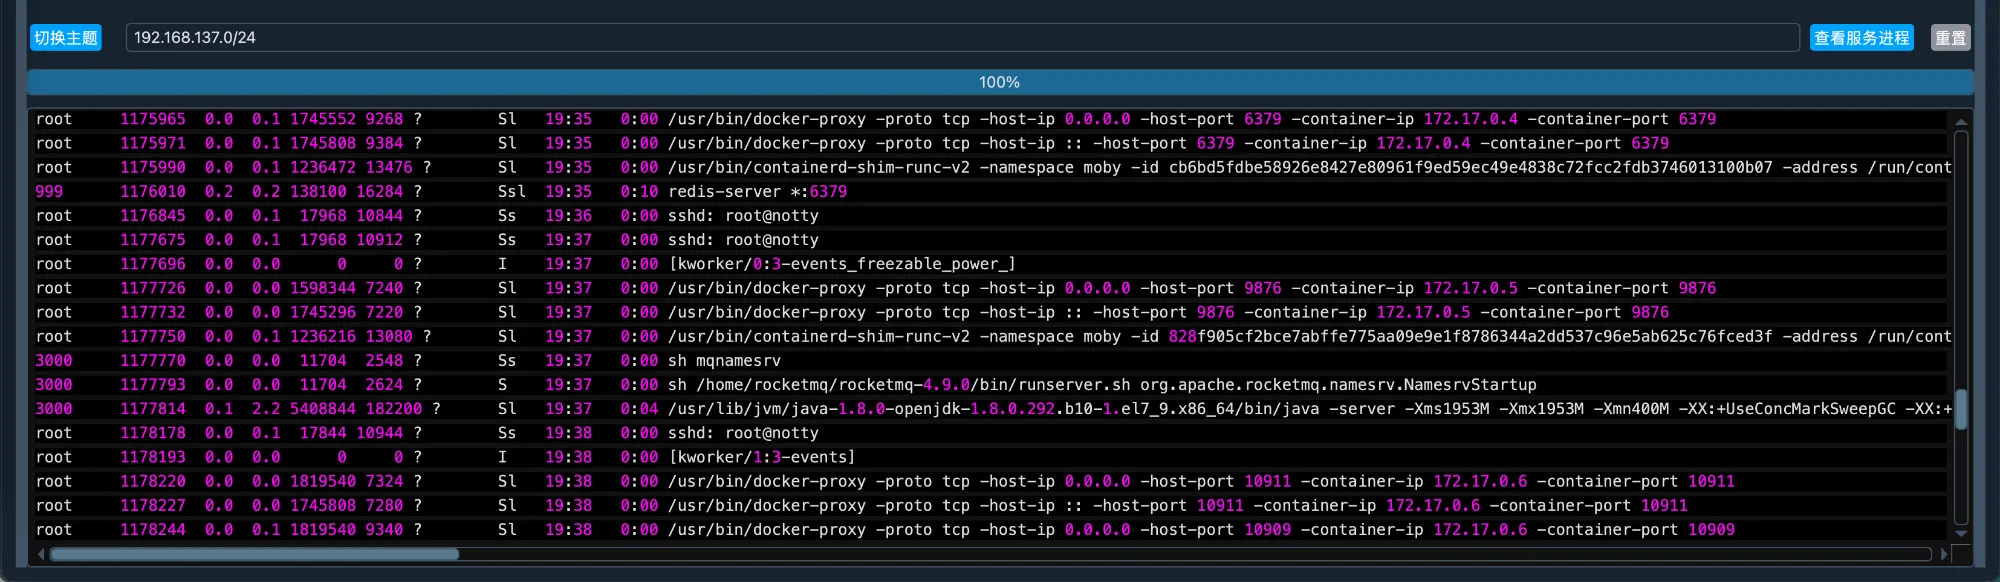 切换主题 192.168.137.0/24 查看服务进程 重置
100%
root 1175965 0.0 0.1 1745552 9268 ? Sl 19:35 0:00 /usr/bin/docker-proxy -proto tcp -host-ip 0.0.0.0 -host-port 6379 -container-ip 172.17.0.4 -container-port 6379
root 1175971 0.0 0.1 1745808 9384 ? Sl 19:35 0:00 /usr/bin/docker-proxy -proto tcp -host-ip :: -host-port 6379 -container-ip 172.17.0.4 -container-port 6379
root 1175990 0.0 0.1 1236472 13476 ? Sl 19:35 0:00 /usr/bin/containerd-shim-runc-v2 -namespace moby -id cb6bd5fdbe58926e8427e80961f9ed59ec49e4838c72fcc2fdb3746013100b07 -address /run/cont
999 1176010 0.2 0.2 138100 16284 ? Ssl 19:35 0:10 redis-server *:6379
root 1176845 0.0 0.1 17968 10844 ? Ss 19:36 0:00 sshd: root@notty
root 1177675 0.0 0.1 17968 10912 ? Ss 19:37 0:00 sshd: root@notty
root 1177696 0.0 0.0 0 0 ? I 19:37 0:00 [kworker/0:3-events_freezable_power_]
root 1177726 0.0 0.0 1598344 7240 ? Sl 19:37 0:00 /usr/bin/docker-proxy -proto tcp -host-ip 0.0.0.0 -host-port 9876 -container-ip 172.17.0.5 -container-port 9876
root 1177732 0.0 0.0 1745296 7220 ? Sl 19:37 0:00 /usr/bin/docker-proxy -proto tcp -host-ip :: -host-port 9876 -container-ip 172.17.0.5 -container-port 9876
root 1177750 0.0 0.1 1236216 13080 ? Sl 19:37 0:00 /usr/bin/containerd-shim-runc-v2 -namespace moby -id 828f905cf2bce7abffe775aa09e9e1f8786344a2dd537c96e5ab625c76fced3f -address /run/cont
3000 1177770 0.0 0.0 11704 2548 ? Ss 19:37 0:00 sh mqnamesrv
3000 1177793 0.0 0.0 11704 2624 ? S 19:37 0:00 sh /home/rocketmq/rocketmq-4.9.0/bin/runserver.sh org.apache.rocketmq.namesrv.NamesrvStartup
3000 1177814 0.1 2.2 5408844 182200 ? Sl 19:37 0:04 /usr/lib/jvm/java-1.8.0-openjdk-1.8.0.292.b10-1.el7_9.x86_64/bin/java -server -Xms1953M -Xmx1953M -Xmn400M -XX:+UseConcMarkSweepGC -XX:+
root 1178178 0.0 0.1 17844 10944 ? Ss 19:38 0:00 sshd: root@notty
root 1178193 0.0 0.0 0 0 ? I 19:38 0:00 [kworker/1:3-events]
root 1178220 0.0 0.0 1819540 7324 ? Sl 19:38 0:00 /usr/bin/docker-proxy -proto tcp -host-ip 0.0.0.0 -host-port 10911 -container-ip 172.17.0.6 -container-port 10911
root 1178227 0.0 0.0 1745808 7280 ? Sl 19:38 0:00 /usr/bin/docker-proxy -proto tcp -host-ip :: -host-port 10911 -container-ip 172.17.0.6 -container-port 10911
root 1178244 0.0 0.1 1819540 9340 ? Sl 19:38 0:00 /usr/bin/docker-proxy -proto tcp -host-ip 0.0.0.0 -host-port 10909 -container-ip 172.17.0.6 -container-port 10909